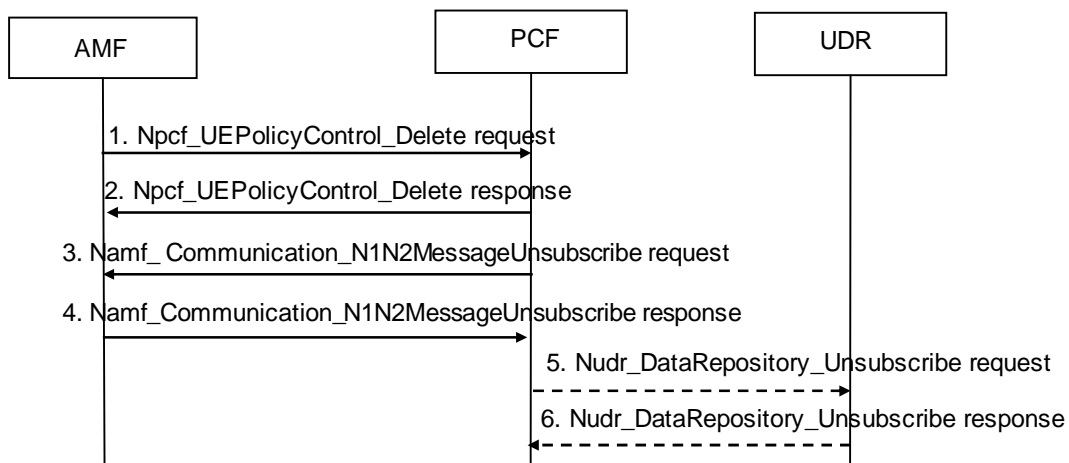 AMF
PCF
UDR
1. Npcf_UEPolicyControl_Delete request
2. Npcf_UEPolicyControl_Delete response
3. Namf_ Communication_N1N2MessageUnsubscribe request
4. Namf_Communication_N1N2MessageUnsubscribe response
5. Nudr_DataRepository_Unsubscribe request
6. Nudr_DataRepository_Unsubscribe response